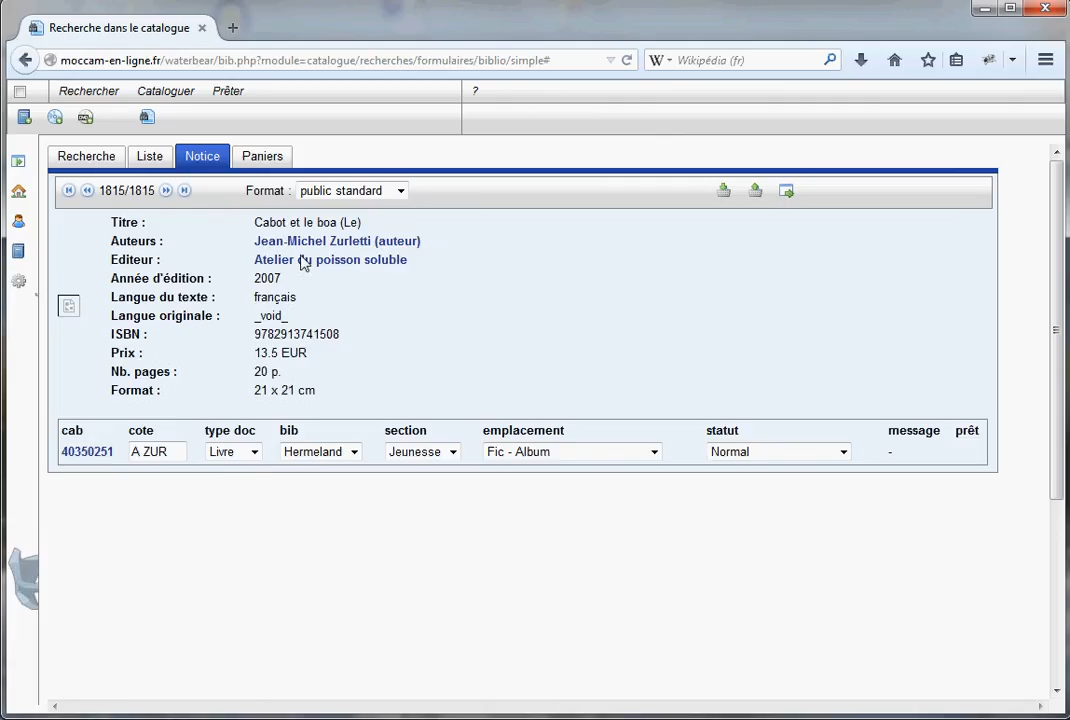 Recherche dans le catalogue
moccam-en-ligne.fr/waterbear/bib.php?module=catalogue/recherches/formulaires/biblio/simple#
W Wikipédia (fr)
Rechercher Cataloguer Prêter ?
Recherche Liste Notice Paniers
1815/1815 Format : public standard
Titre : Cabot et le boa (Le)
Auteurs : Jean-Michel Zurletti (auteur)
Editeur : Atelier du poisson soluble
Année d'édition : 2007
Langue du texte : français
Langue originale : _void_
ISBN : 9782913741508
Prix : 13.5 EUR
Nb. pages : 20 p.
Format : 21 x 21 cm
cab cote type doc bib section emplacement statut message prêt
40350251 A ZUR Livre Hermeland Jeunesse Fic - Album Normal -